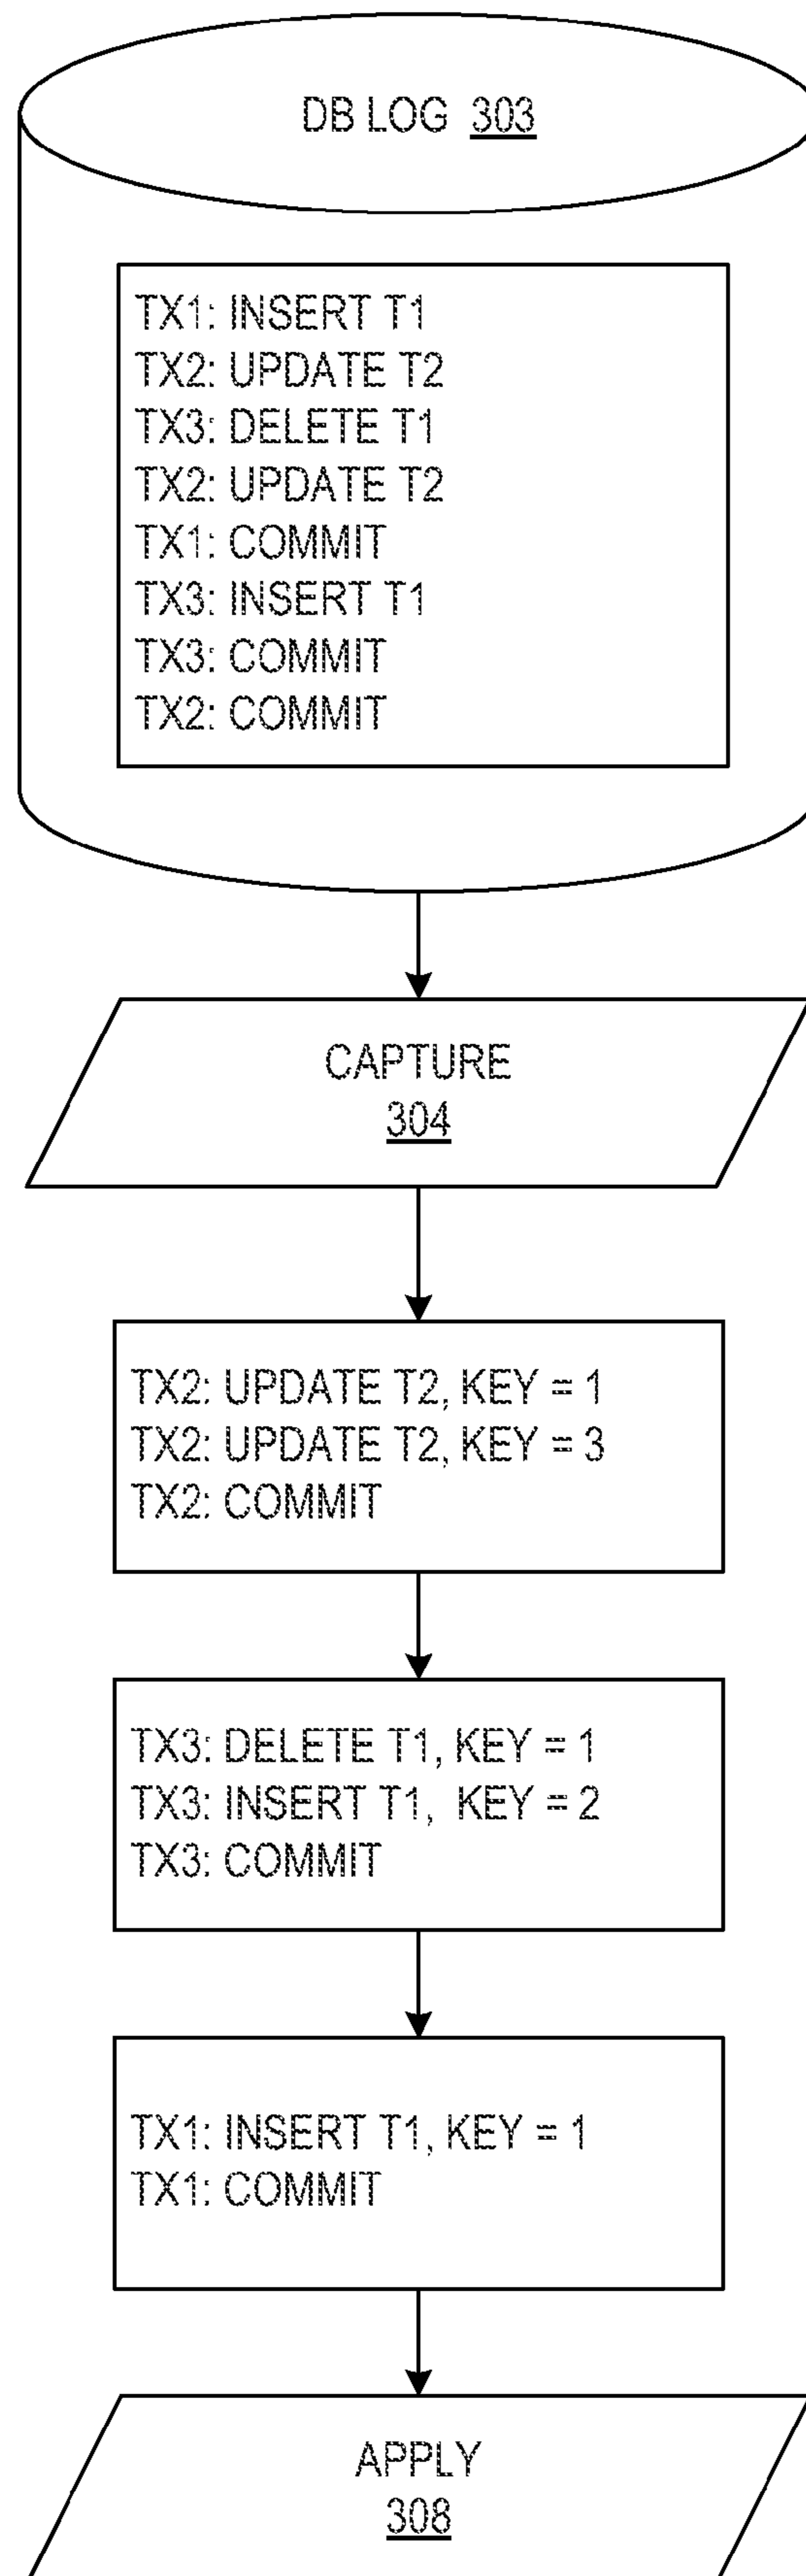 DB LOG 303
TX1: INSERT T1
TX2: UPDATE T2
TX3: DELETE T1
TX2: UPDATE T2
TX1: COMMIT
TX3: INSERT T1
TX3: COMMIT
TX2: COMMIT
CAPTURE
304
TX2: UPDATE T2, KEY = 1
TX2: UPDATE T2, KEY = 3
TX2: COMMIT
TX3: DELETE T1, KEY = 1
TX3: INSERT T1, KEY = 2
TX3: COMMIT
TX1: INSERT T1, KEY = 1
TX1: COMMIT
APPLY
308